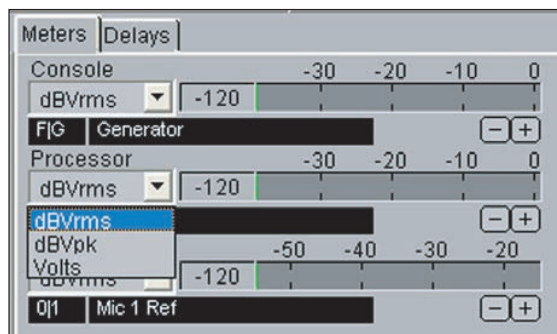 Meters Delays
Console -30 -20 -10 0
dBVrms -120
F|G Generator − +
Processor -30 -20 -10 0
dBVrms -120
dBVrms − +
dBVpk -50 -40 -30 -20
Volts
-120
0|1 Mic 1 Ref − +